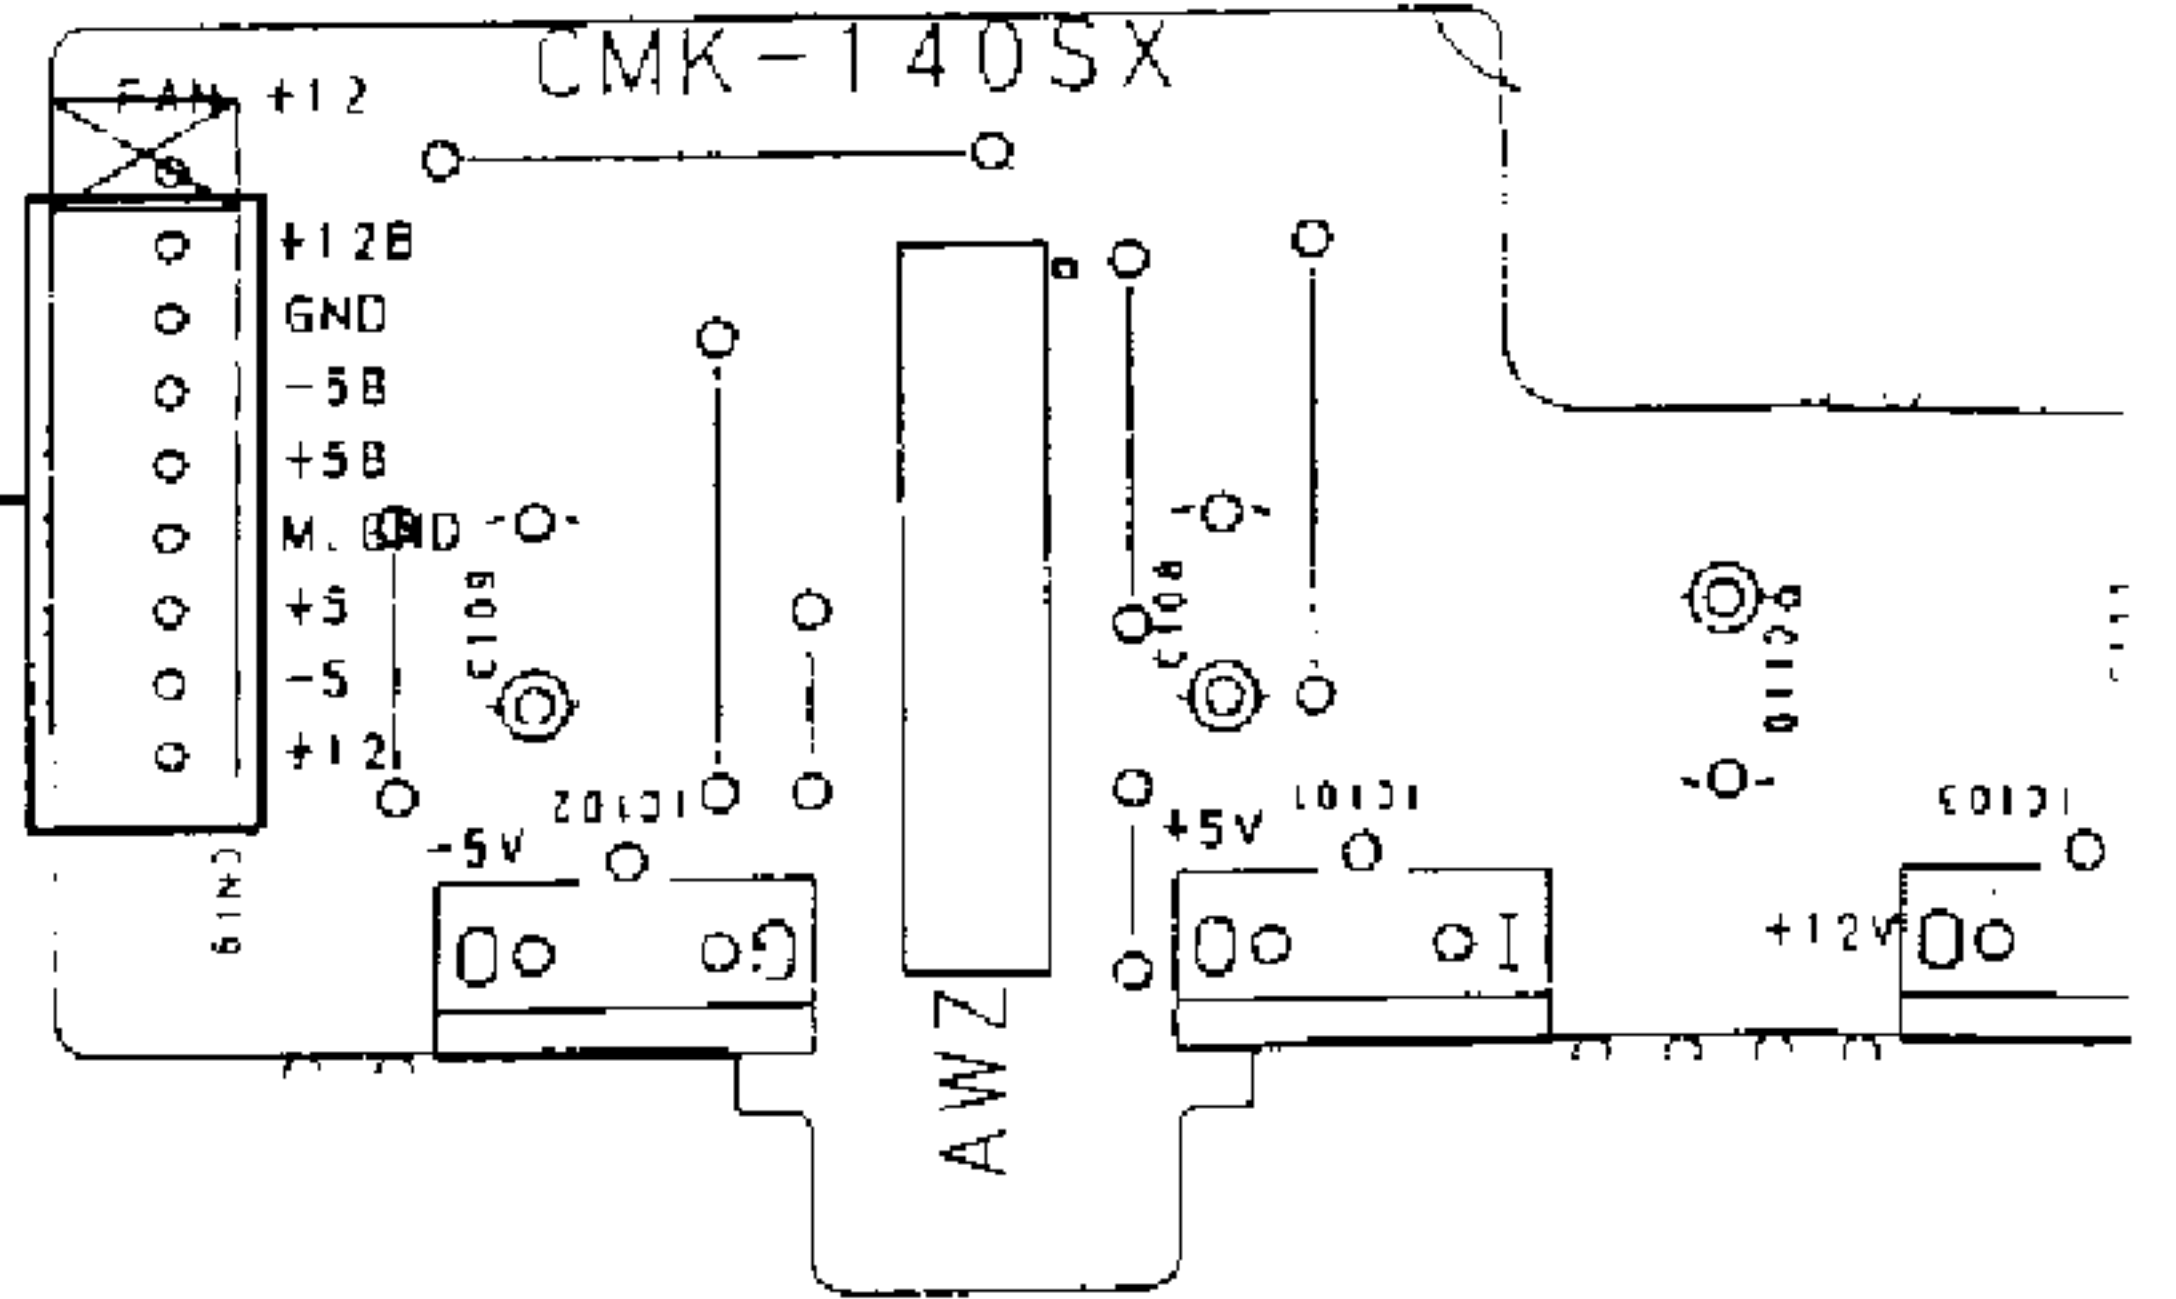 CMK-140SX
FAN +12
+12B
GND
-5B
+5B
M.GND
+5
-5
+12
CN19
C109
C108
C110
IC102
IC101
IC103
-5V
+5V
+12V
O
G
O
I
O
AWZ